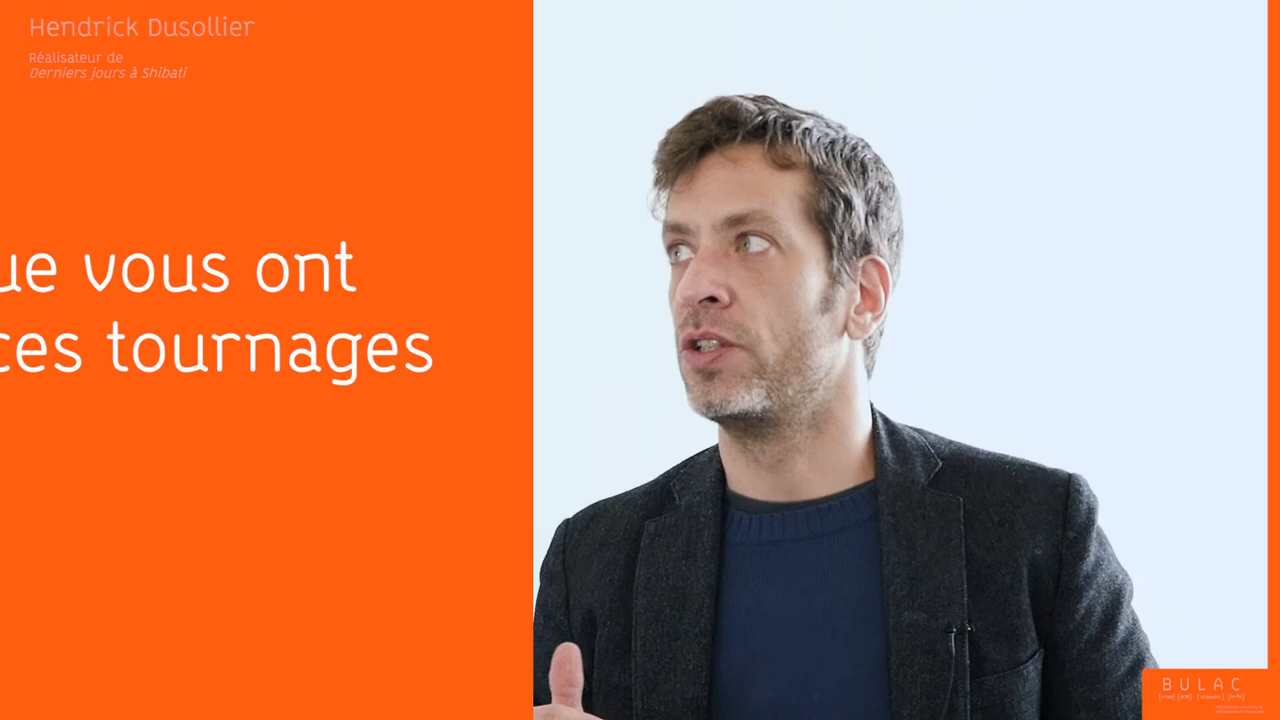 Hendrick Dusollier
Réalisateur de
Derniers jours à Shibati
ue vous ont
ces tournages
BULAC